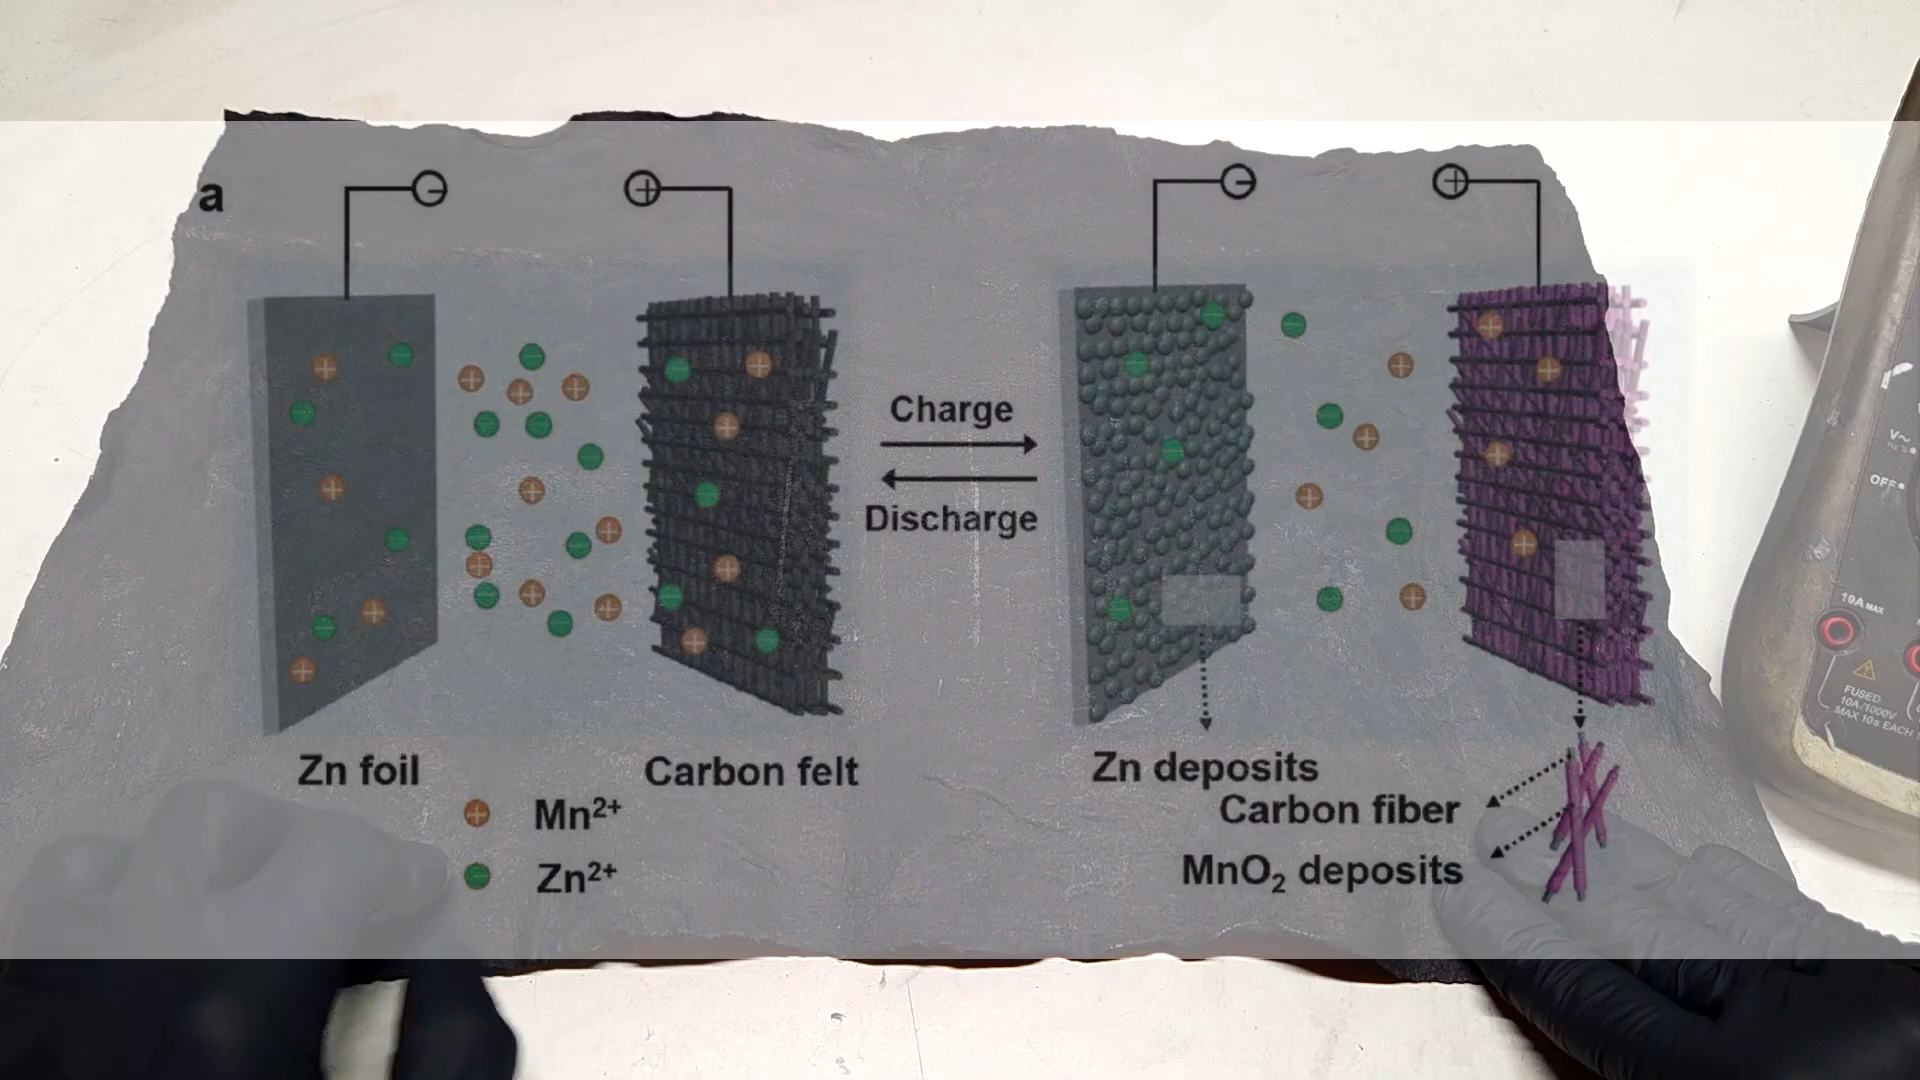 a
Charge
Discharge
Zn foil
Carbon felt
Mn²⁺
Zn²⁺
Zn deposits
Carbon fiber
MnO₂ deposits
V~
OFF
10A MAX
FUSED
10A/1000V
MAX 10s EACH